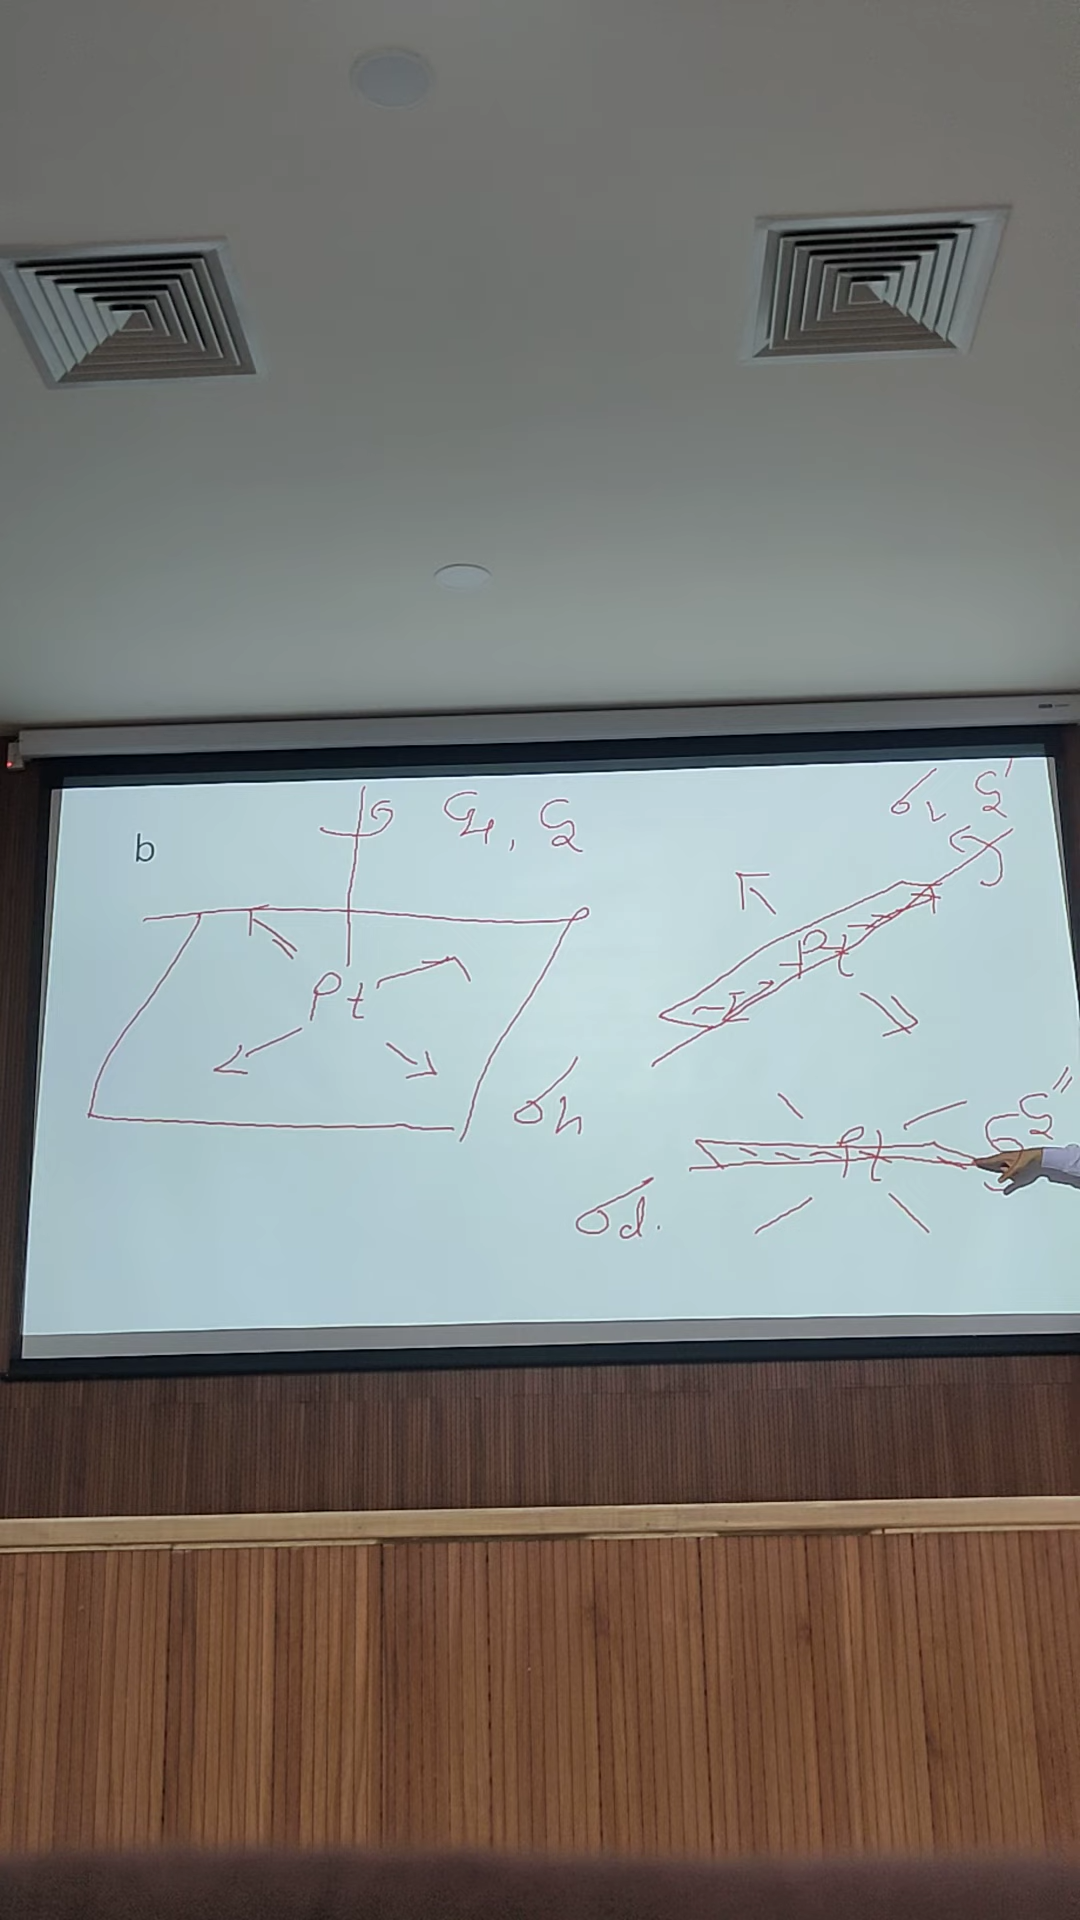 b
C4, C2
Pt
σh
σv C2'
Pt
C2''
Pt
σd.